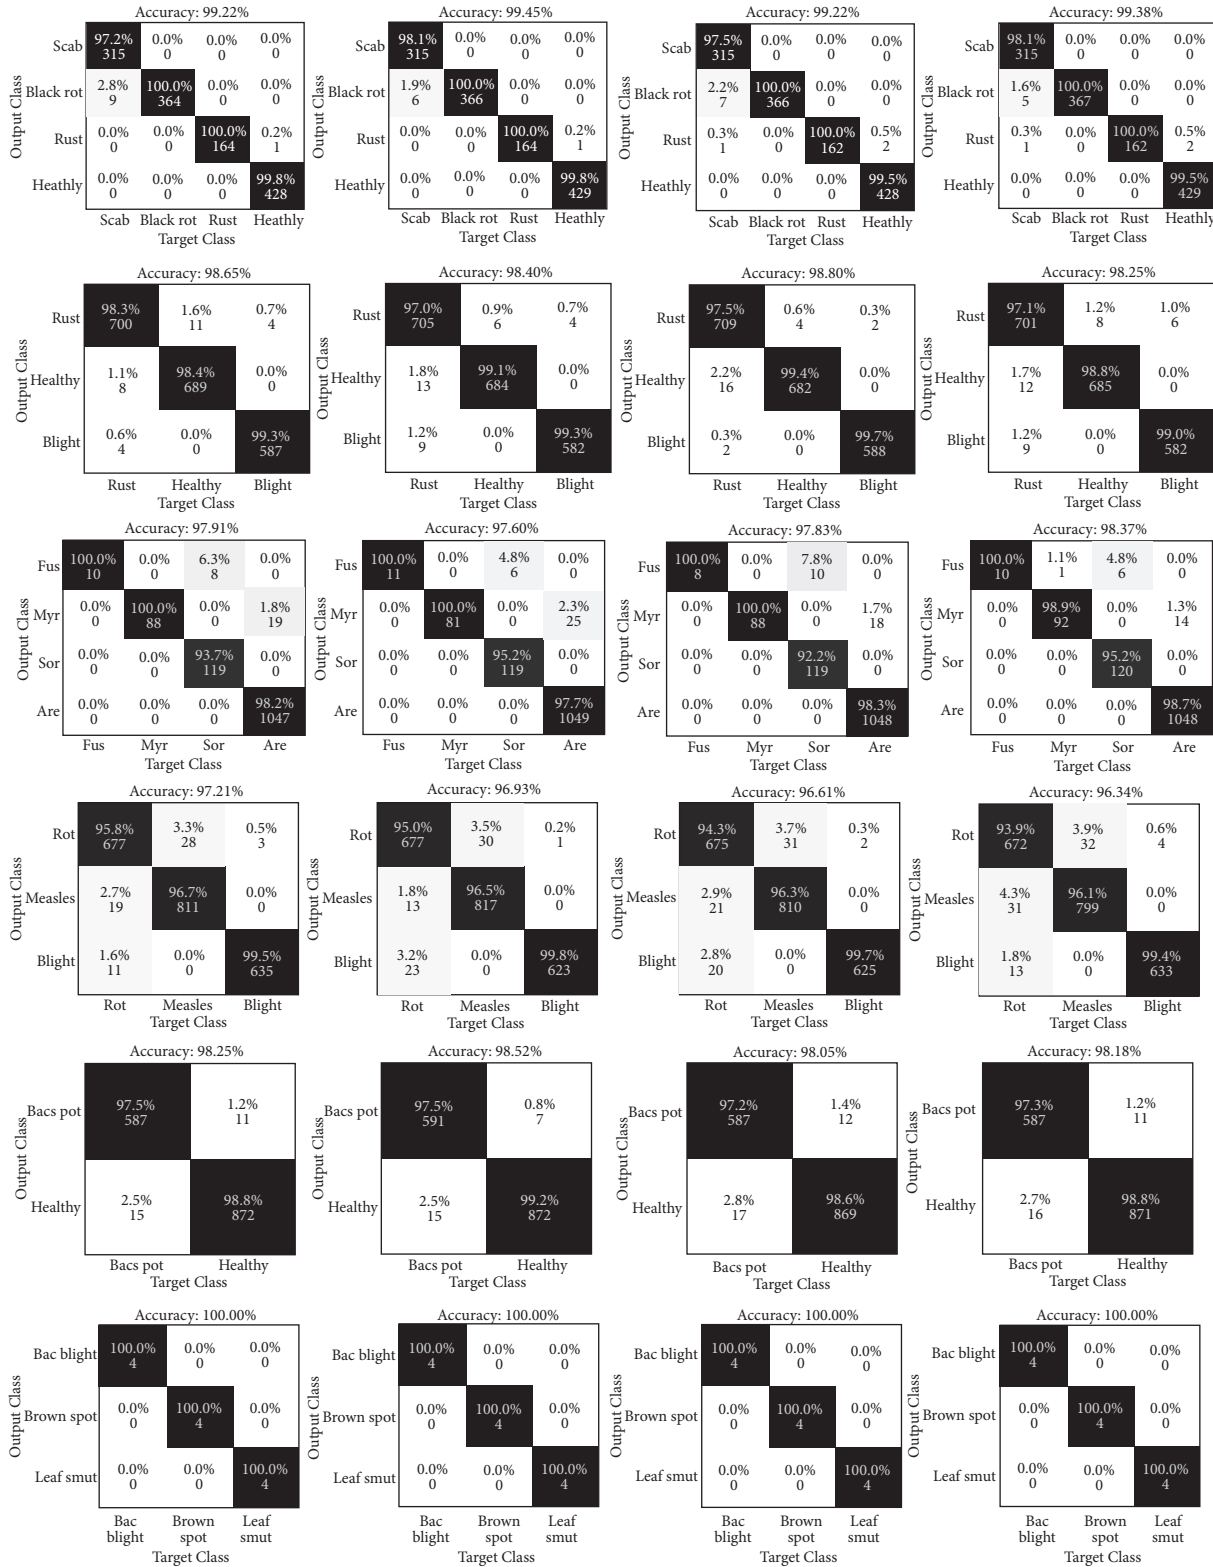 Accuracy: 99.22%
Output Class
Scab
97.2% 0.0% 0.0% 0.0%
315 0 0 0
Black rot
2.8% 100.0% 0.0% 0.0%
9 364 0 0
Rust
0.0% 0.0% 100.0% 0.2%
0 0 164 1
Heathly
0.0% 0.0% 0.0% 99.8%
0 0 0 428
Scab Black rot Rust Heathly
Target Class
Accuracy: 99.45%
Output Class
Scab
98.1% 0.0% 0.0% 0.0%
315 0 0 0
Black rot
1.9% 100.0% 0.0% 0.0%
6 366 0 0
Rust
0.0% 0.0% 100.0% 0.2%
0 0 164 1
Heathly
0.0% 0.0% 0.0% 99.8%
0 0 0 429
Scab Black rot Rust Heathly
Target Class
Accuracy: 99.22%
Output Class
Scab
97.5% 0.0% 0.0% 0.0%
315 0 0 0
Black rot
2.2% 100.0% 0.0% 0.0%
7 366 0 0
Rust
0.3% 0.0% 100.0% 0.5%
1 0 162 2
Heathly
0.0% 0.0% 0.0% 99.5%
0 0 0 428
Scab Black rot Rust Heathly
Target Class
Accuracy: 99.38%
Output Class
Scab
98.1% 0.0% 0.0% 0.0%
315 0 0 0
Black rot
1.6% 100.0% 0.0% 0.0%
5 367 0 0
Rust
0.3% 0.0% 100.0% 0.5%
1 0 162 2
Heathly
0.0% 0.0% 0.0% 99.5%
0 0 0 429
Scab Black rot Rust Heathly
Target Class
Accuracy: 98.65%
Output Class
Rust
98.3% 1.6% 0.7%
700 11 4
Healthy
1.1% 98.4% 0.0%
8 689 0
Blight
0.6% 0.0% 99.3%
4 0 587
Rust Healthy Blight
Target Class
Accuracy: 98.40%
Output Class
Rust
97.0% 0.9% 0.7%
705 6 4
Healthy
1.8% 99.1% 0.0%
13 684 0
Blight
1.2% 0.0% 99.3%
9 0 582
Rust Healthy Blight
Target Class
Accuracy: 98.80%
Output Class
Rust
97.5% 0.6% 0.3%
709 4 2
Healthy
2.2% 99.4% 0.0%
16 682 0
Blight
0.3% 0.0% 99.7%
2 0 588
Rust Healthy Blight
Target Class
Accuracy: 98.25%
Output Class
Rust
97.1% 1.2% 1.0%
701 8 6
Healthy
1.7% 98.8% 0.0%
12 685 0
Blight
1.2% 0.0% 99.0%
9 0 582
Rust Healthy Blight
Target Class
Accuracy: 97.91%
Output Class
Fus
100.0% 0.0% 6.3% 0.0%
10 0 8 0
Myr
0.0% 100.0% 0.0% 1.8%
0 88 0 19
Sor
0.0% 0.0% 93.7% 0.0%
0 0 119 0
Are
0.0% 0.0% 0.0% 98.2%
0 0 0 1047
Fus Myr Sor Are
Target Class
Accuracy: 97.60%
Output Class
Fus
100.0% 0.0% 4.8% 0.0%
11 0 6 0
Myr
0.0% 100.0% 0.0% 2.3%
0 81 0 25
Sor
0.0% 0.0% 95.2% 0.0%
0 0 119 0
Are
0.0% 0.0% 0.0% 97.7%
0 0 0 1049
Fus Myr Sor Are
Target Class
Accuracy: 97.83%
Output Class
Fus
100.0% 0.0% 7.8% 0.0%
8 0 10 0
Myr
0.0% 100.0% 0.0% 1.7%
0 88 0 18
Sor
0.0% 0.0% 92.2% 0.0%
0 0 119 0
Are
0.0% 0.0% 0.0% 98.3%
0 0 0 1048
Fus Myr Sor Are
Target Class
Accuracy: 98.37%
Output Class
Fus
100.0% 1.1% 4.8% 0.0%
10 1 6 0
Myr
0.0% 98.9% 0.0% 1.3%
0 92 0 14
Sor
0.0% 0.0% 95.2% 0.0%
0 0 120 0
Are
0.0% 0.0% 0.0% 98.7%
0 0 0 1048
Fus Myr Sor Are
Target Class
Accuracy: 97.21%
Output Class
Rot
95.8% 3.3% 0.5%
677 28 3
Measles
2.7% 96.7% 0.0%
19 811 0
Blight
1.6% 0.0% 99.5%
11 0 635
Rot Measles Blight
Target Class
Accuracy: 96.93%
Output Class
Rot
95.0% 3.5% 0.2%
677 30 1
Measles
1.8% 96.5% 0.0%
13 817 0
Blight
3.2% 0.0% 99.8%
23 0 623
Rot Measles Blight
Target Class
Accuracy: 96.61%
Output Class
Rot
94.3% 3.7% 0.3%
675 31 2
Measles
2.9% 96.3% 0.0%
21 810 0
Blight
2.8% 0.0% 99.7%
20 0 625
Rot Measles Blight
Target Class
Accuracy: 96.34%
Output Class
Rot
93.9% 3.9% 0.6%
672 32 4
Measles
4.3% 96.1% 0.0%
31 799 0
Blight
1.8% 0.0% 99.4%
13 0 633
Rot Measles Blight
Target Class
Accuracy: 98.25%
Output Class
Bacs pot
97.5% 1.2%
587 11
Healthy
2.5% 98.8%
15 872
Bacs pot Healthy
Target Class
Accuracy: 98.52%
Output Class
Bacs pot
97.5% 0.8%
591 7
Healthy
2.5% 99.2%
15 872
Bacs pot Healthy
Target Class
Accuracy: 98.05%
Output Class
Bacs pot
97.2% 1.4%
587 12
Healthy
2.8% 98.6%
17 869
Bacs pot Healthy
Target Class
Accuracy: 98.18%
Output Class
Bacs pot
97.3% 1.2%
587 11
Healthy
2.7% 98.8%
16 871
Bacs pot Healthy
Target Class
Accuracy: 100.00%
Output Class
Bac blight
100.0% 0.0% 0.0%
4 0 0
Brown spot
0.0% 100.0% 0.0%
0 4 0
Leaf smut
0.0% 0.0% 100.0%
0 0 4
Bac Brown Leaf
blight spot smut
Target Class
Accuracy: 100.00%
Output Class
Bac blight
100.0% 0.0% 0.0%
4 0 0
Brown spot
0.0% 100.0% 0.0%
0 4 0
Leaf smut
0.0% 0.0% 100.0%
0 0 4
Bac Brown Leaf
blight spot smut
Target Class
Accuracy: 100.00%
Output Class
Bac blight
100.0% 0.0% 0.0%
4 0 0
Brown spot
0.0% 100.0% 0.0%
0 4 0
Leaf smut
0.0% 0.0% 100.0%
0 0 4
Bac Brown Leaf
blight spot smut
Target Class
Accuracy: 100.00%
Output Class
Bac blight
100.0% 0.0% 0.0%
4 0 0
Brown spot
0.0% 100.0% 0.0%
0 4 0
Leaf smut
0.0% 0.0% 100.0%
0 0 4
Bac Brown Leaf
blight spot smut
Target Class